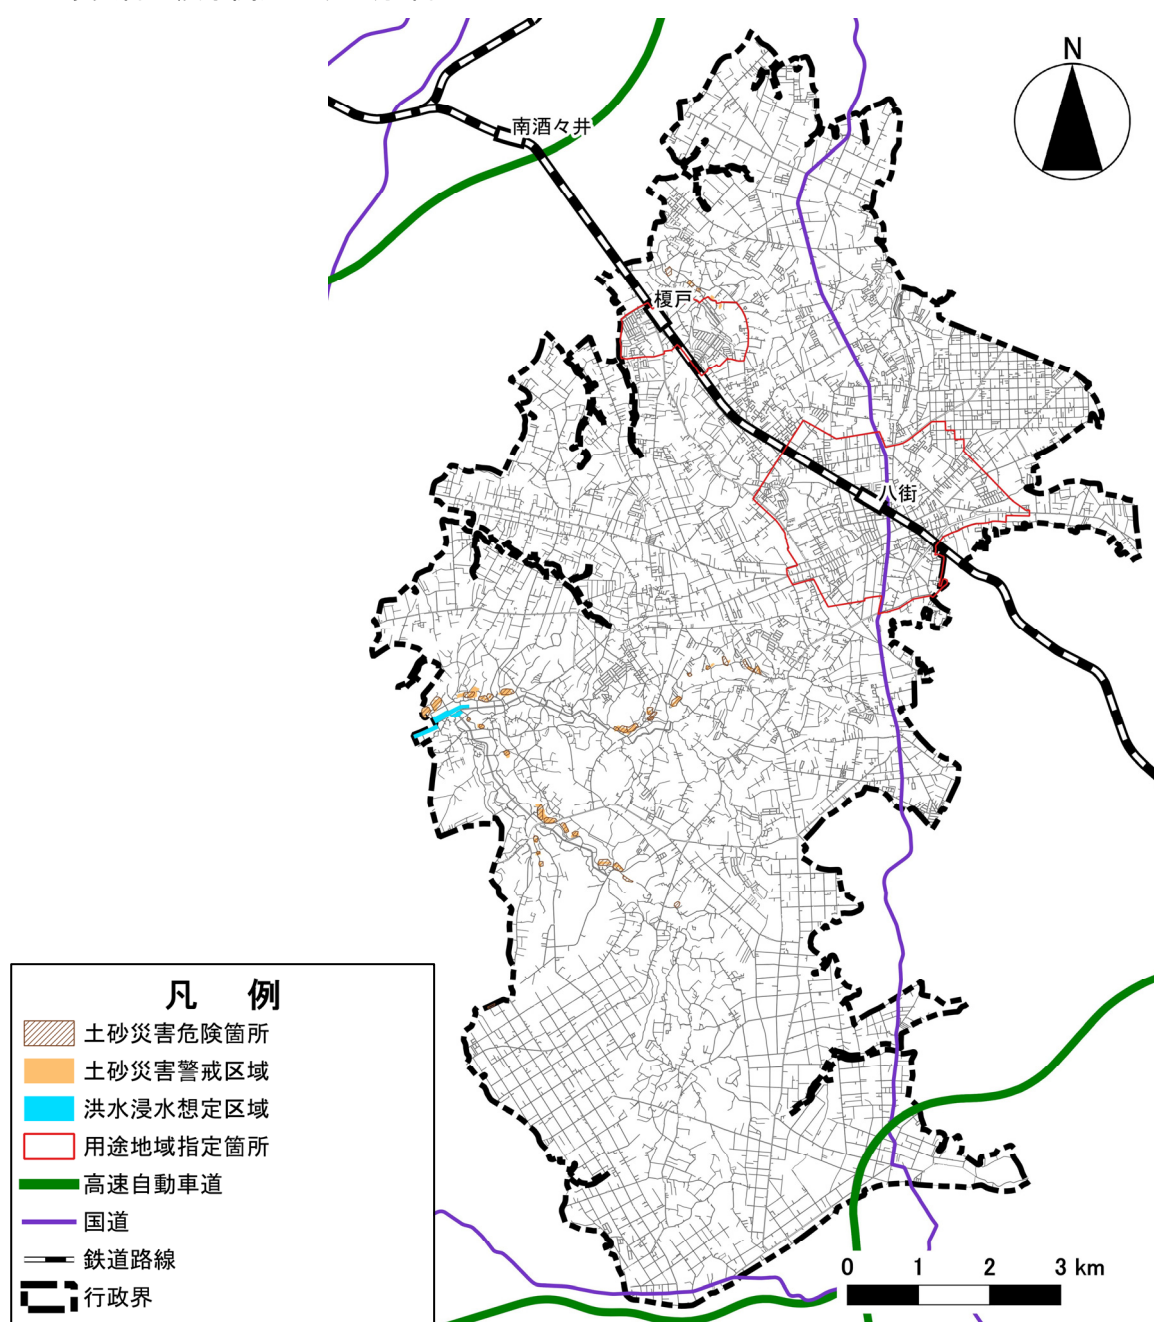 N
南酒々井
榎戸
八街
凡 例
土砂災害危険箇所
土砂災害警戒区域
洪水浸水想定区域
用途地域指定箇所
高速自動車道
国道
鉄道路線
行政界
0 1 2 3 km